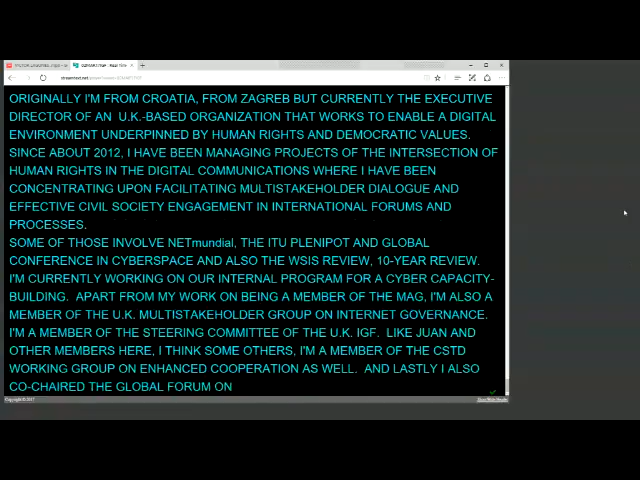 ORIGINALLY I'M FROM CROATIA, FROM ZAGREB BUT CURRENTLY THE EXECUTIVE
DIRECTOR OF AN  U.K.-BASED ORGANIZATION THAT WORKS TO ENABLE A DIGITAL
ENVIRONMENT UNDERPINNED BY HUMAN RIGHTS AND DEMOCRATIC VALUES.
SINCE ABOUT 2012, I HAVE BEEN MANAGING PROJECTS OF THE INTERSECTION OF
HUMAN RIGHTS IN THE DIGITAL COMMUNICATIONS WHERE I HAVE BEEN
CONCENTRATING UPON FACILITATING MULTISTAKEHOLDER DIALOGUE AND
EFFECTIVE CIVIL SOCIETY ENGAGEMENT IN INTERNATIONAL FORUMS AND
PROCESSES.
SOME OF THOSE INVOLVE NETmundial, THE ITU PLENIPOT AND GLOBAL
CONFERENCE IN CYBERSPACE AND ALSO THE WSIS REVIEW, 10-YEAR REVIEW.
I'M CURRENTLY WORKING ON OUR INTERNAL PROGRAM FOR A CYBER CAPACITY-
BUILDING.  APART FROM MY WORK ON BEING A MEMBER OF THE MAG, I'M ALSO A
MEMBER OF THE U.K. MULTISTAKEHOLDER GROUP ON INTERNET GOVERNANCE.
I'M A MEMBER OF THE STEERING COMMITTEE OF THE U.K. IGF.  LIKE JUAN AND
OTHER MEMBERS HERE, I THINK SOME OTHERS, I'M A MEMBER OF THE CSTD
WORKING GROUP ON ENHANCED COOPERATION AS WELL.  AND LASTLY I ALSO
CO-CHAIRED THE GLOBAL FORUM ON